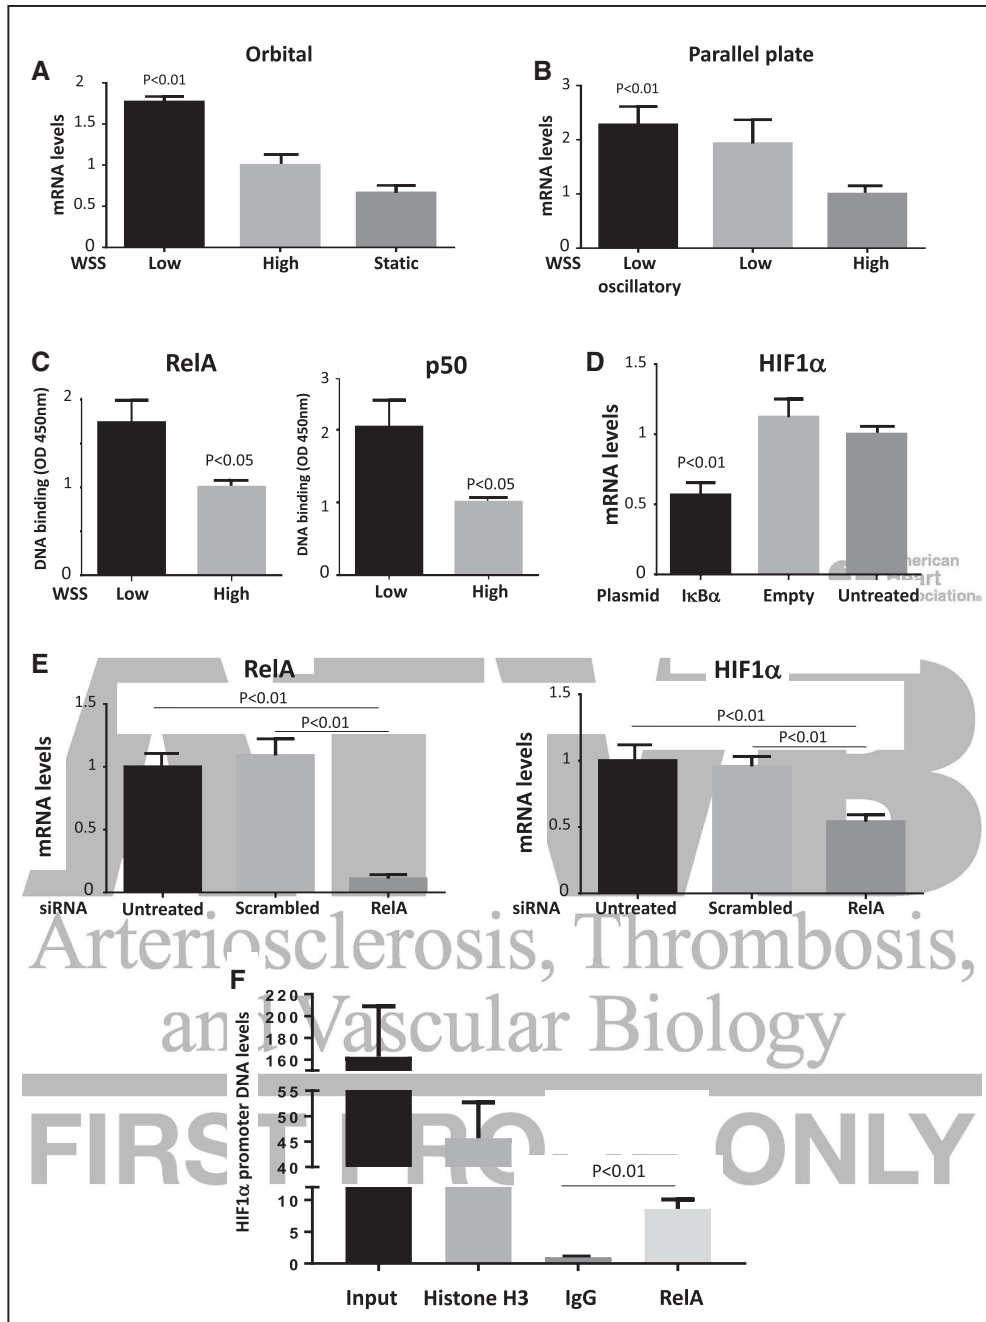 A
Orbital
P<0.01
2
1.5
1
0.5
0
mRNA levels
WSS Low High Static
B
Parallel plate
P<0.01
3
2
1
0
mRNA levels
WSS Low Low High
oscillatory
C
RelA
2
1
0
DNA binding (OD 450nm)
P<0.05
WSS Low High
p50
3
2
1
0
DNA binding (OD 450nm)
P<0.05
Low High
D
HIF1α
1.5
1
0.5
0
mRNA levels
P<0.01
Plasmid IκBα Empty Untreated
E
RelA
P<0.01
P<0.01
1.5
1
0.5
0
mRNA levels
siRNA Untreated Scrambled RelA
HIF1α
P<0.01
P<0.01
1.5
1
0.5
0
mRNA levels
siRNA Untreated Scrambled RelA
Arteriosclerosis, Thrombosis,
and Vascular Biology
F
220
200
180
160
55
50
45
40
10
5
0
HIF1α promoter DNA levels
P<0.01
Input Histone H3 IgG RelA
ONLY